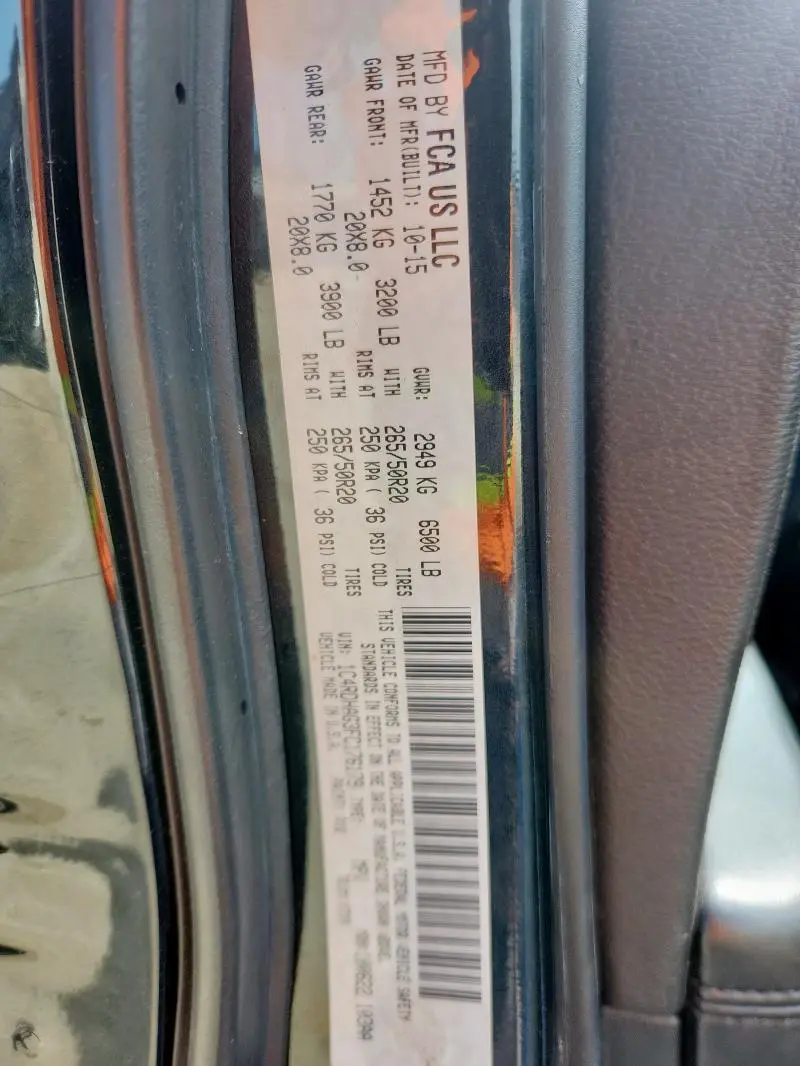 MFD BY FCA US LLC
DATE OF MFR(BUILT): 10-15 GVWR: 2949 KG 6500 LB
GAWR FRONT: 1452 KG 3200 LB WITH 265/50R20 TIRES
20X8.0 RIMS AT 250 KPA ( 36 PSI) COLD
GAWR REAR: 1770 KG 3900 LB WITH 265/50R20 TIRES
20X8.0 RIMS AT 250 KPA ( 36 PSI) COLD
THIS VEHICLE CONFORMS TO ALL APPLICABLE U.S.A. FEDERAL MOTOR VEHICLE SAFETY
STANDARDS IN EFFECT ON THE DATE OF MANUFACTURE SHOWN ABOVE.
VIN: TYPE:
VEHICLE MADE IN U.S.A.